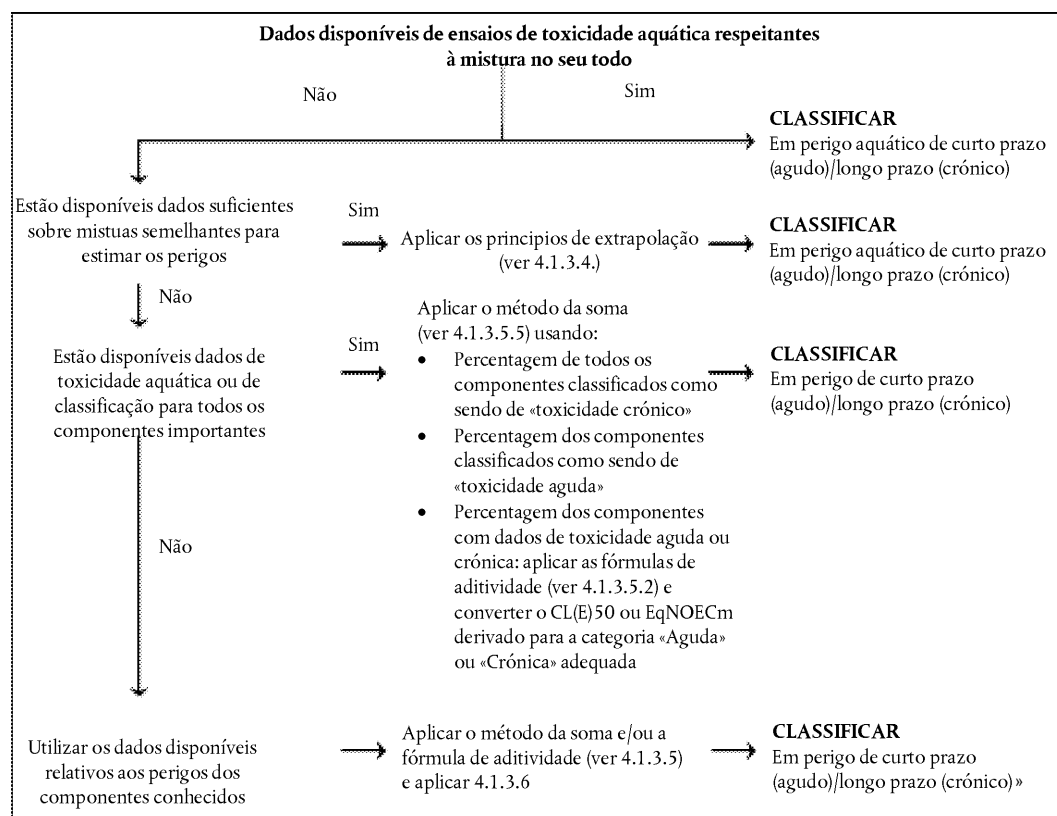 Dados disponíveis de ensaios de toxicidade aquática respeitantes
à mistura no seu todo
Não
Sim
CLASSIFICAR
Em perigo aquático de curto prazo
(agudo)/longo prazo (crónico)
Estão disponíveis dados suficientes
sobre mistuas semelhantes para
estimar os perigos
Sim
Aplicar os principios de extrapolação
(ver 4.1.3.4.)
CLASSIFICAR
Em perigo aquático de curto prazo
(agudo)/longo prazo (crónico)
Não
Estão disponíveis dados de
toxicidade aquática ou de
classificação para todos os
componentes importantes
Sim
Aplicar o método da soma
(ver 4.1.3.5.5) usando:
• Percentagem de todos os
componentes classificados como
sendo de «toxicidade crónico»
• Percentagem dos componentes
classificados como sendo de
«toxicidade aguda»
• Percentagem dos componentes
com dados de toxicidade aguda ou
crónica: aplicar as fórmulas de
aditividade (ver 4.1.3.5.2) e
converter o CL(E)50 ou EqNOECm
derivado para a categoria «Aguda»
ou «Crónica» adequada
CLASSIFICAR
Em perigo de curto prazo
(agudo)/longo prazo (crónico)
Não
Utilizar os dados disponíveis
relativos aos perigos dos
componentes conhecidos
Aplicar o método da soma e/ou a
fórmula de aditividade (ver 4.1.3.5)
e aplicar 4.1.3.6
CLASSIFICAR
Em perigo de curto prazo
(agudo)/longo prazo (crónico) »